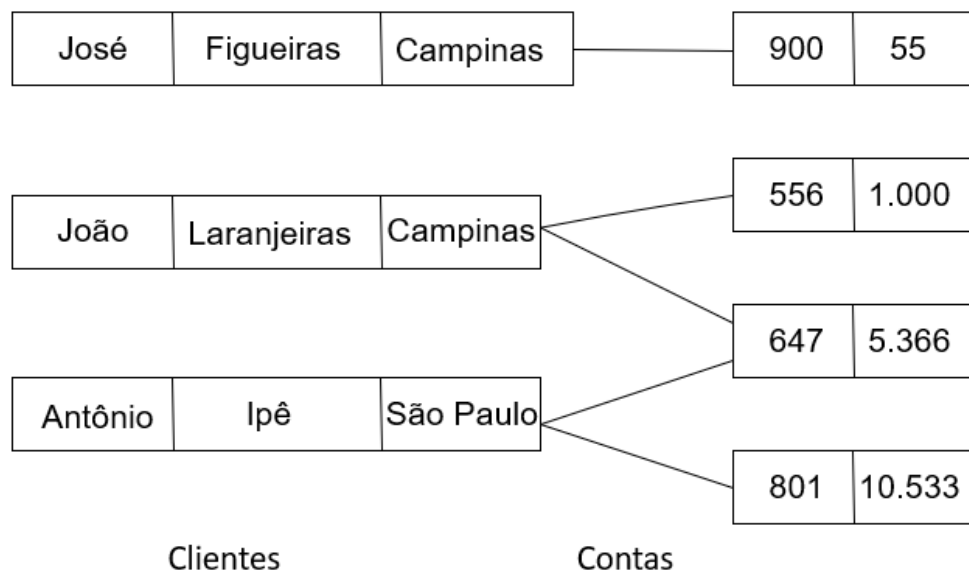 José Figueiras Campinas 900 55
556 1.000
João Laranjeiras Campinas
647 5.366
Antônio Ipê São Paulo
801 10.533
Clientes Contas